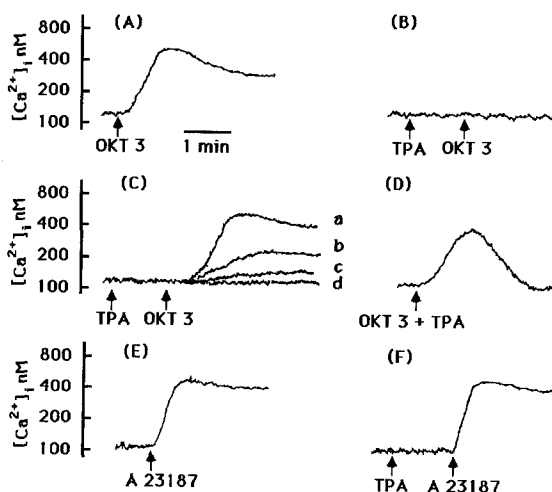 (A)
(B)
[Ca²⁺]ᵢ nM
800
400
200
100
OKT 3
1 min
TPA
OKT 3
(C)
(D)
[Ca²⁺]ᵢ nM
800
400
200
100
a
b
c
d
TPA
OKT 3
OKT 3 + TPA
(E)
(F)
[Ca²⁺]ᵢ nM
800
400
200
100
A 23187
TPA
A 23187